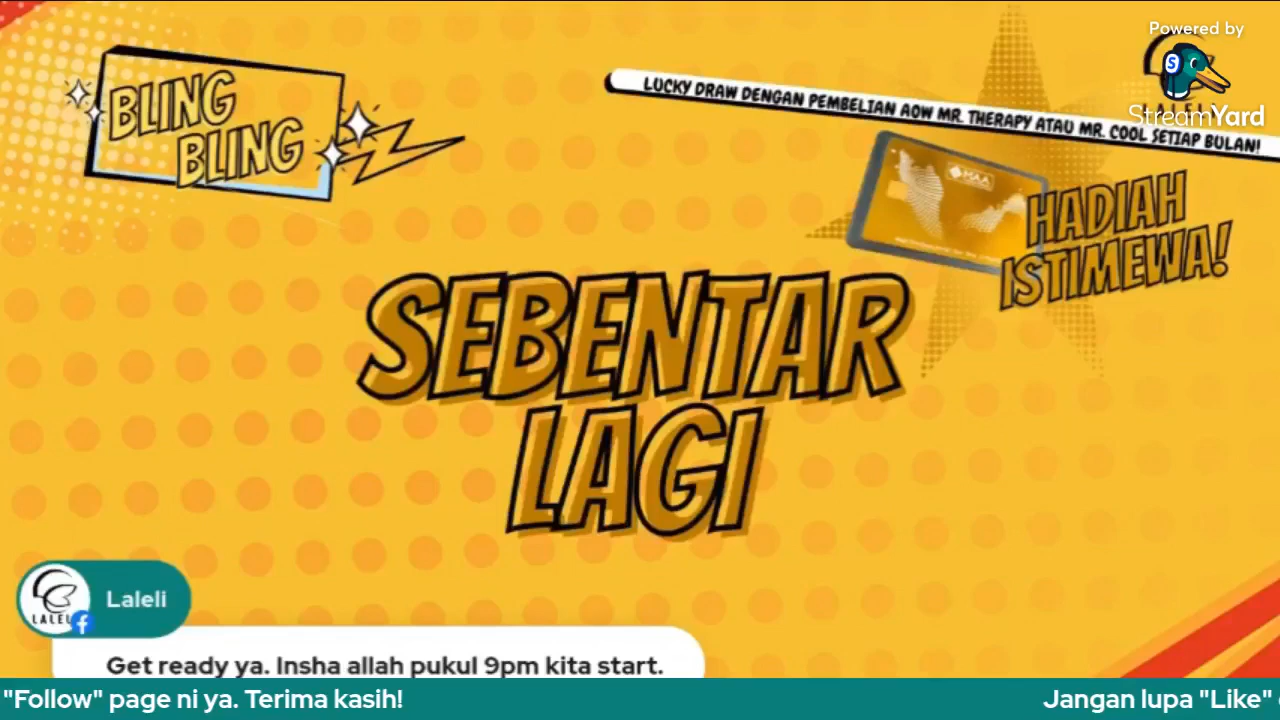 Powered by
StreamYard
BLING
BLING
LUCKY DRAW DENGAN PEMBELIAN AOW MR. THERAPY ATAU MR. COOL SETIAP BULAN!
HADIAH
ISTIMEWA!
SEBENTAR
LAGI
Laleli
Get ready ya. Insha allah pukul 9pm kita start.
"Follow" page ni ya. Terima kasih!
Jangan lupa "Like"